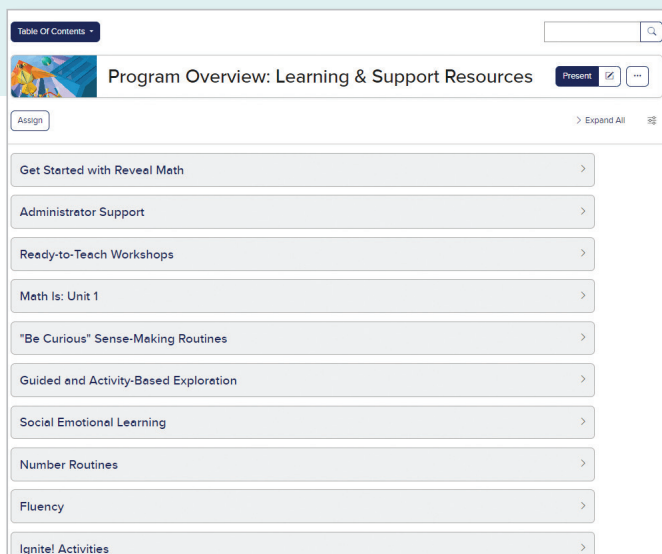 Table Of Contents
Program Overview: Learning & Support Resources
Present
...
Assign
Expand All
Get Started with Reveal Math
Administrator Support
Ready-to-Teach Workshops
Math Is: Unit 1
"Be Curious" Sense-Making Routines
Guided and Activity-Based Exploration
Social Emotional Learning
Number Routines
Fluency
Ignite! Activities